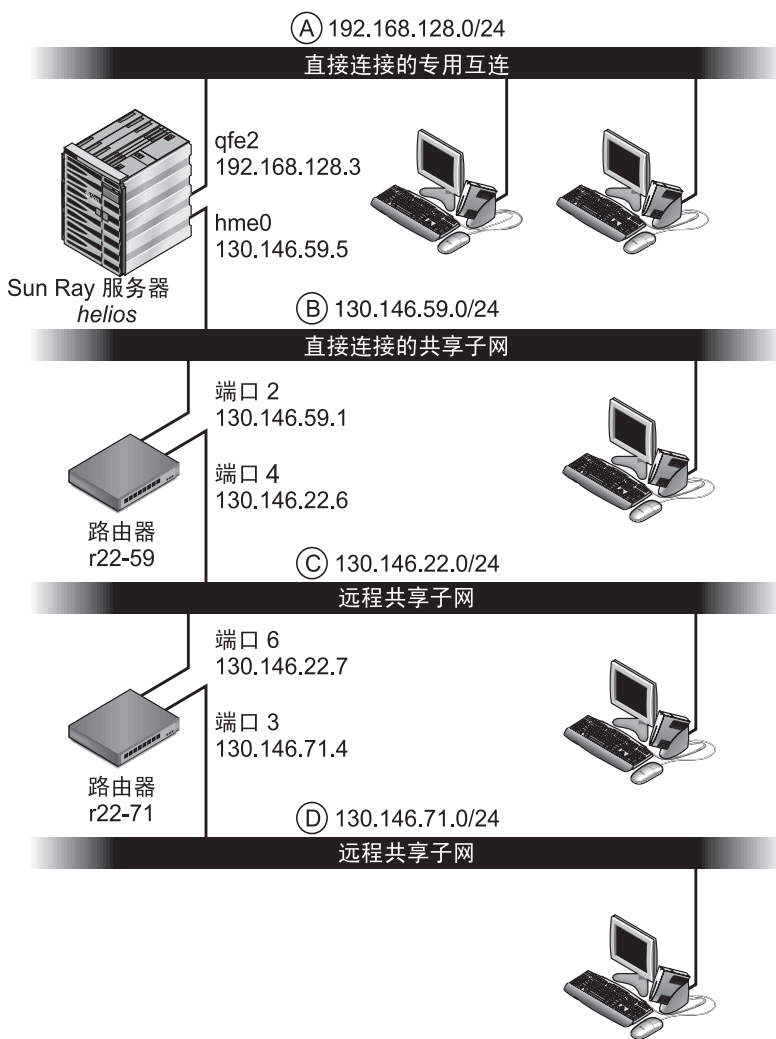 A 192.168.128.0/24
直接连接的专用互连
qfe2
192.168.128.3
hme0
130.146.59.5
Sun Ray 服务器
helios
B 130.146.59.0/24
直接连接的共享子网
端口 2
130.146.59.1
端口 4
130.146.22.6
路由器
r22-59
C 130.146.22.0/24
远程共享子网
端口 6
130.146.22.7
端口 3
130.146.71.4
路由器
r22-71
D 130.146.71.0/24
远程共享子网